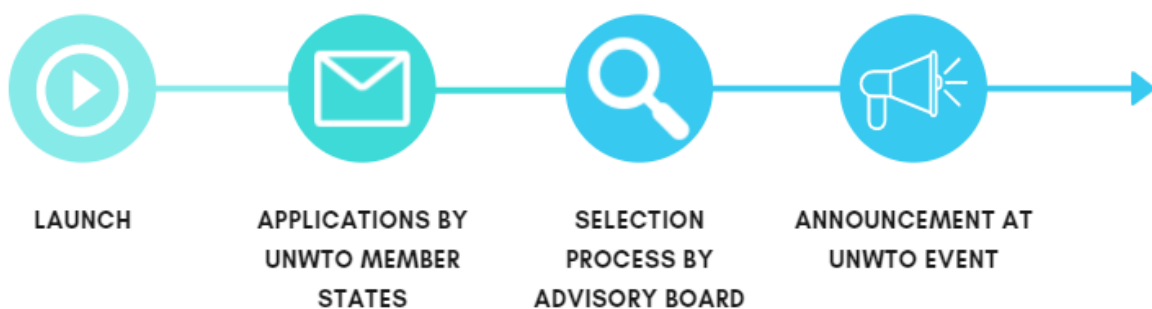 LAUNCH
APPLICATIONS BY
UNWTO MEMBER
STATES
SELECTION
PROCESS BY
ADVISORY BOARD
ANNOUNCEMENT AT
UNWTO EVENT